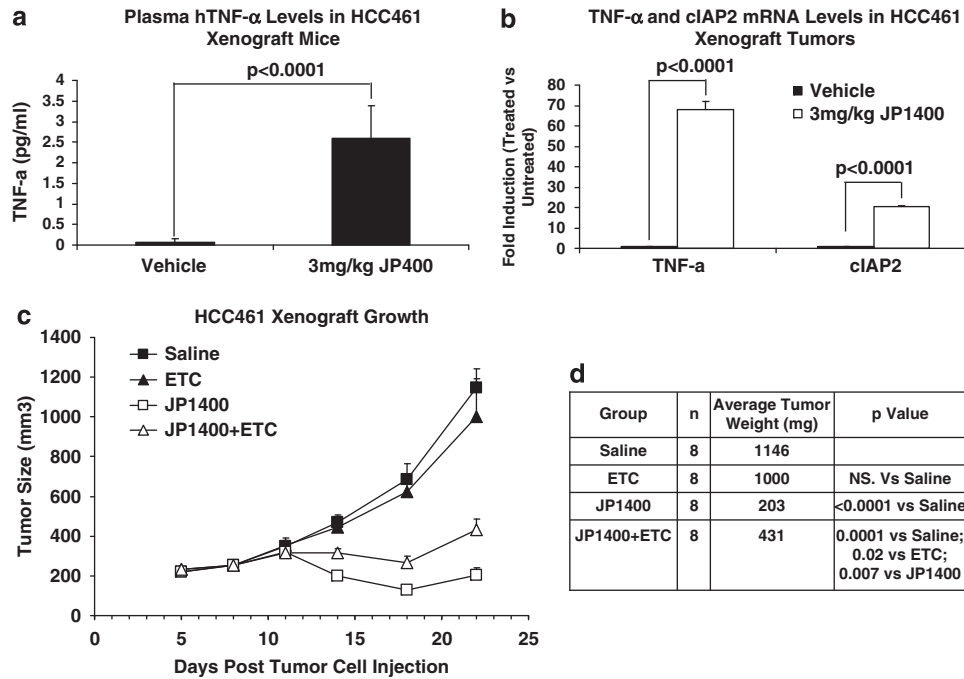 a
Plasma hTNF-α Levels in HCC461
Xenograft Mice
p<0.0001
4
3.5
3
2.5
2
1.5
1
0.5
0
TNF-a (pg/ml)
Vehicle
3mg/kg JP400
b
TNF-α and cIAP2 mRNA Levels in HCC461
Xenograft Tumors
p<0.0001
Vehicle
3mg/kg JP1400
p<0.0001
80
70
60
50
40
30
20
10
0
Fold Induction (Treated vs
Untreated)
TNF-a
cIAP2
c
HCC461 Xenograft Growth
Saline
ETC
JP1400
JP1400+ETC
1400
1200
1000
800
600
400
200
0
Tumor Size (mm3)
0 5 10 15 20 25
Days Post Tumor Cell Injection
d
Group n Average Tumor Weight (mg) p Value
Saline 8 1146
ETC 8 1000 NS. Vs Saline
JP1400 8 203 <0.0001 vs Saline
JP1400+ETC 8 431 0.0001 vs Saline;
0.02 vs ETC;
0.007 vs JP1400